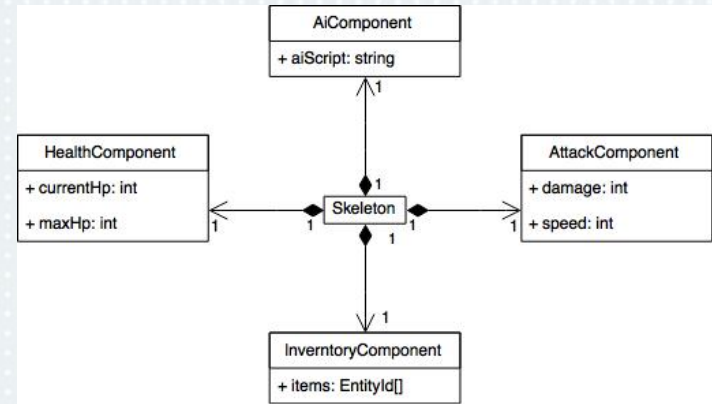 AiComponent
+ aiScript: string
1
HealthComponent
+ currentHp: int
+ maxHp: int
AttackComponent
+ damage: int
+ speed: int
1
Skeleton
1
1
1
1
1
1
InverntoryComponent
+ items: EntityId[]